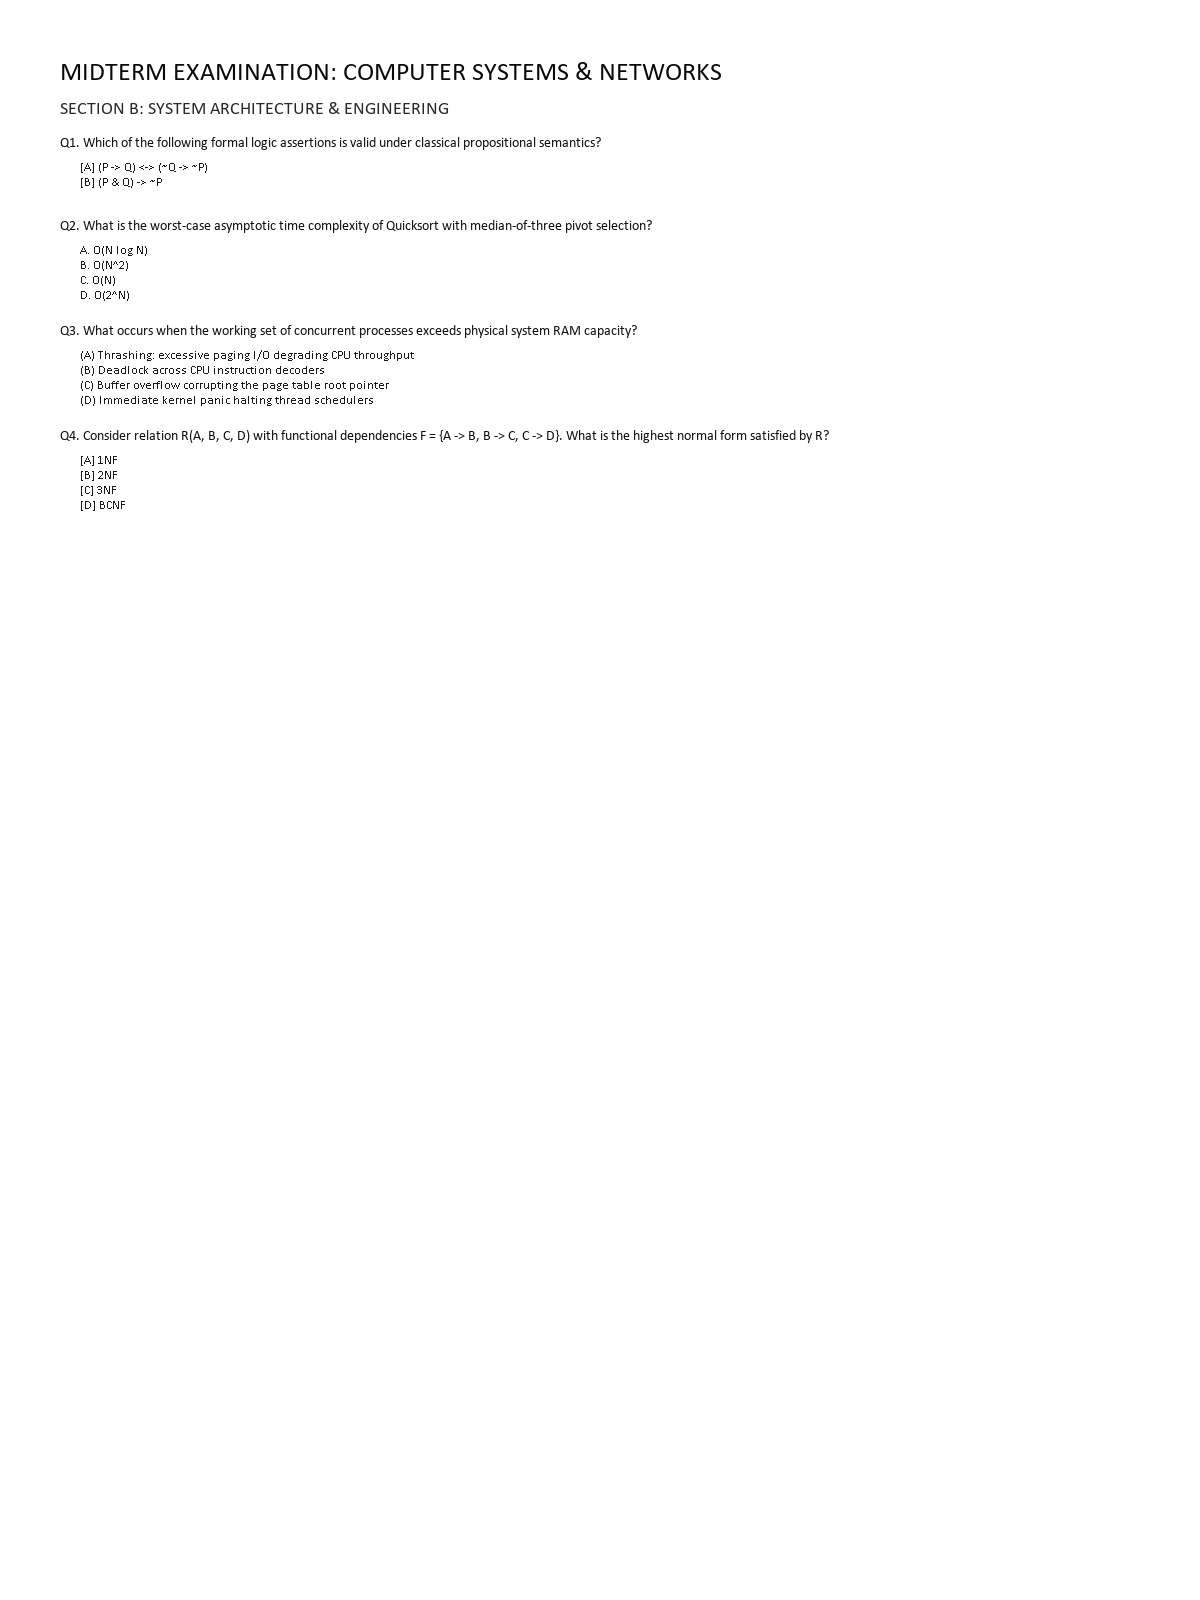 MIDTERM EXAMINATION: COMPUTER SYSTEMS & NETWORKS
SECTION B: SYSTEM ARCHITECTURE & ENGINEERING
Q1. Which of the following formal logic assertions is valid under classical propositional semantics?
[A] (P -> Q) <-> (~Q -> ~P)
[B] (P & Q) -> ~P
Q2. What is the worst-case asymptotic time complexity of Quicksort with median-of-three pivot selection?
A. O(N log N)
B. O(N^2)
C. O(N)
D. O(2^N)
Q3. What occurs when the working set of concurrent processes exceeds physical system RAM capacity?
(A) Thrashing: excessive paging I/O degrading CPU throughput
(B) Deadlock across CPU instruction decoders
(C) Buffer overflow corrupting the page table root pointer
(D) Immediate kernel panic halting thread schedulers
Q4. Consider relation R(A, B, C, D) with functional dependencies F = {A -> B, B -> C, C -> D}. What is the highest normal form satisfied by R?
[A] 1NF
[B] 2NF
[C] 3NF
[D] BCNF